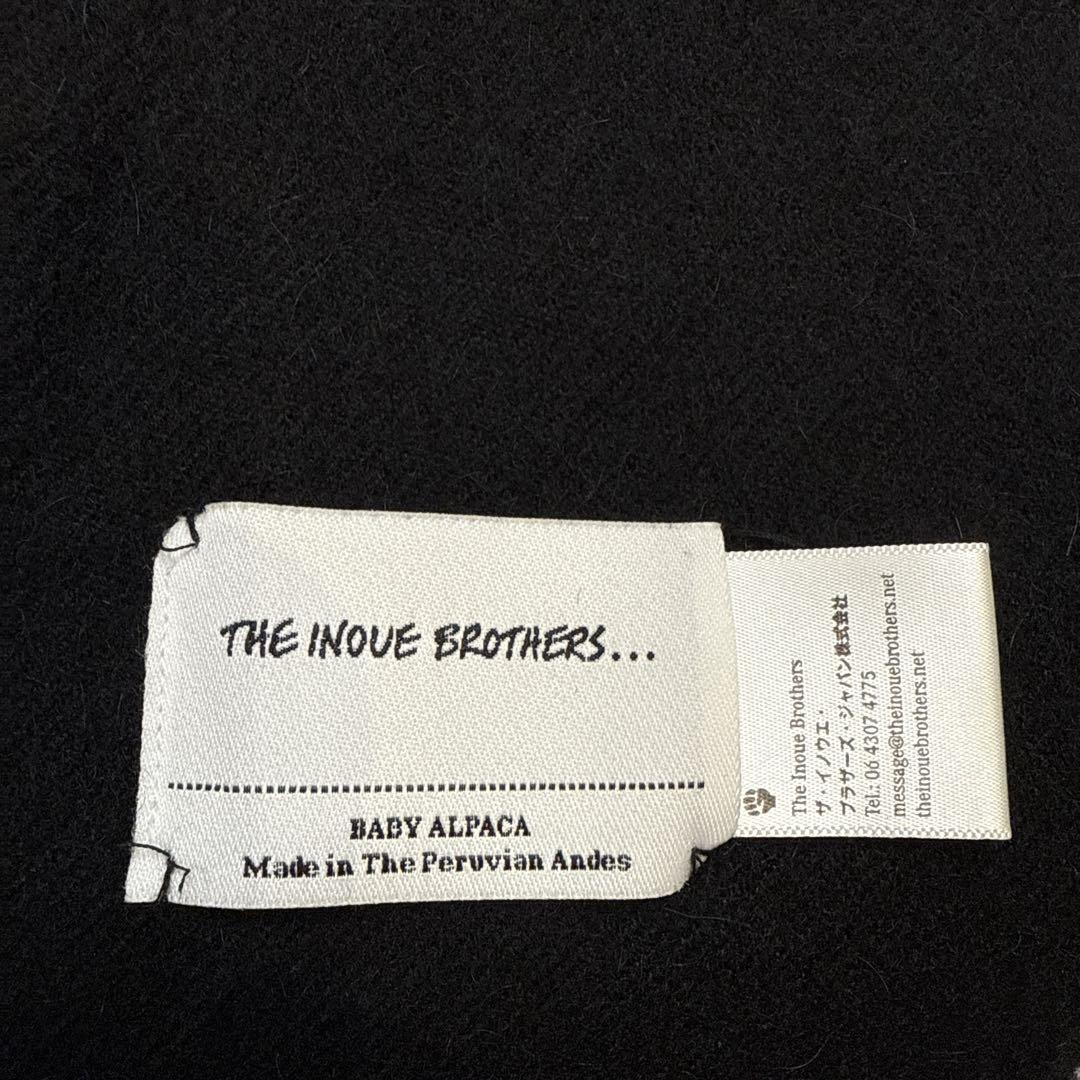 THE INOUE BROTHERS...
BABY ALPACA
Made in The Peruvian Andes
The Inoue Brothers
ザ・イノウエ・
ブラザーズ・ジャパン株式会社
Tel.: 06 4307 4775
message@theinouebrothers.net
theinouebrothers.net